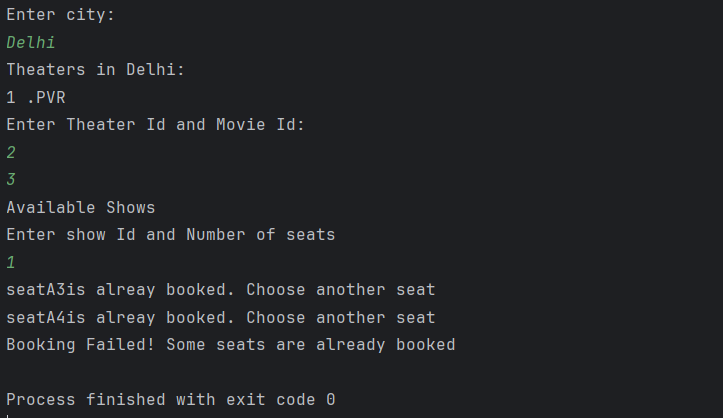 Enter city:
Delhi
Theaters in Delhi:
1 .PVR
Enter Theater Id and Movie Id:
2
3
Available Shows
Enter show Id and Number of seats
1
seatA3is alreay booked. Choose another seat
seatA4is alreay booked. Choose another seat
Booking Failed! Some seats are already booked
Process finished with exit code 0